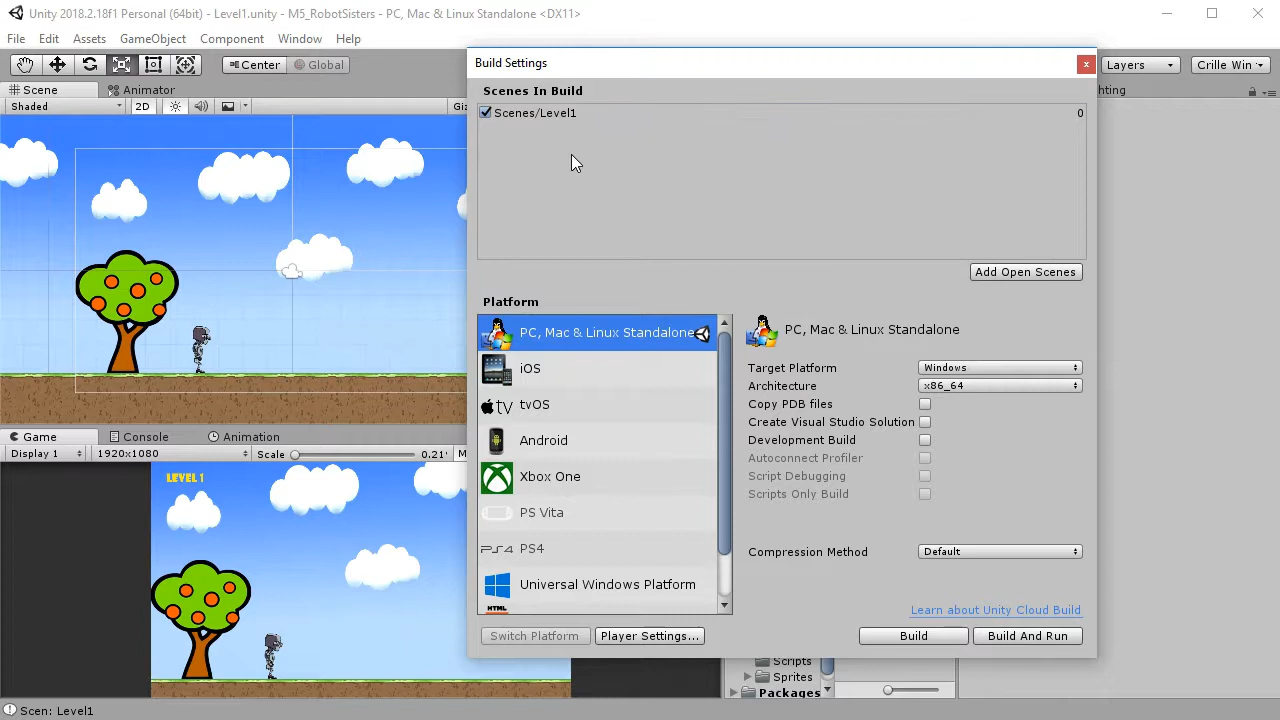 Unity 2018.2.18f1 Personal (64bit) - Level1.unity - M5_RobotSisters - PC, Mac & Linux Standalone <DX11>
File Edit Assets GameObject Component Window Help
Center Global
Layers
Crille Win
Scene Animator
Shaded 2D
Build Settings
Scenes In Build
Scenes/Level1 0
Add Open Scenes
Platform
PC, Mac & Linux Standalone
iOS
tvOS
Android
Xbox One
PS Vita
PS4
Universal Windows Platform
HTML
PC, Mac & Linux Standalone
Target Platform Windows
Architecture x86_64
Copy PDB files
Create Visual Studio Solution
Development Build
Autoconnect Profiler
Script Debugging
Scripts Only Build
Compression Method Default
Learn about Unity Cloud Build
Switch Platform Player Settings... Build Build And Run
Game Console Animation
Display 1 1920x1080 Scale 0.21
LEVEL 1
Scripts
Sprites
Packages
Scen: Level1